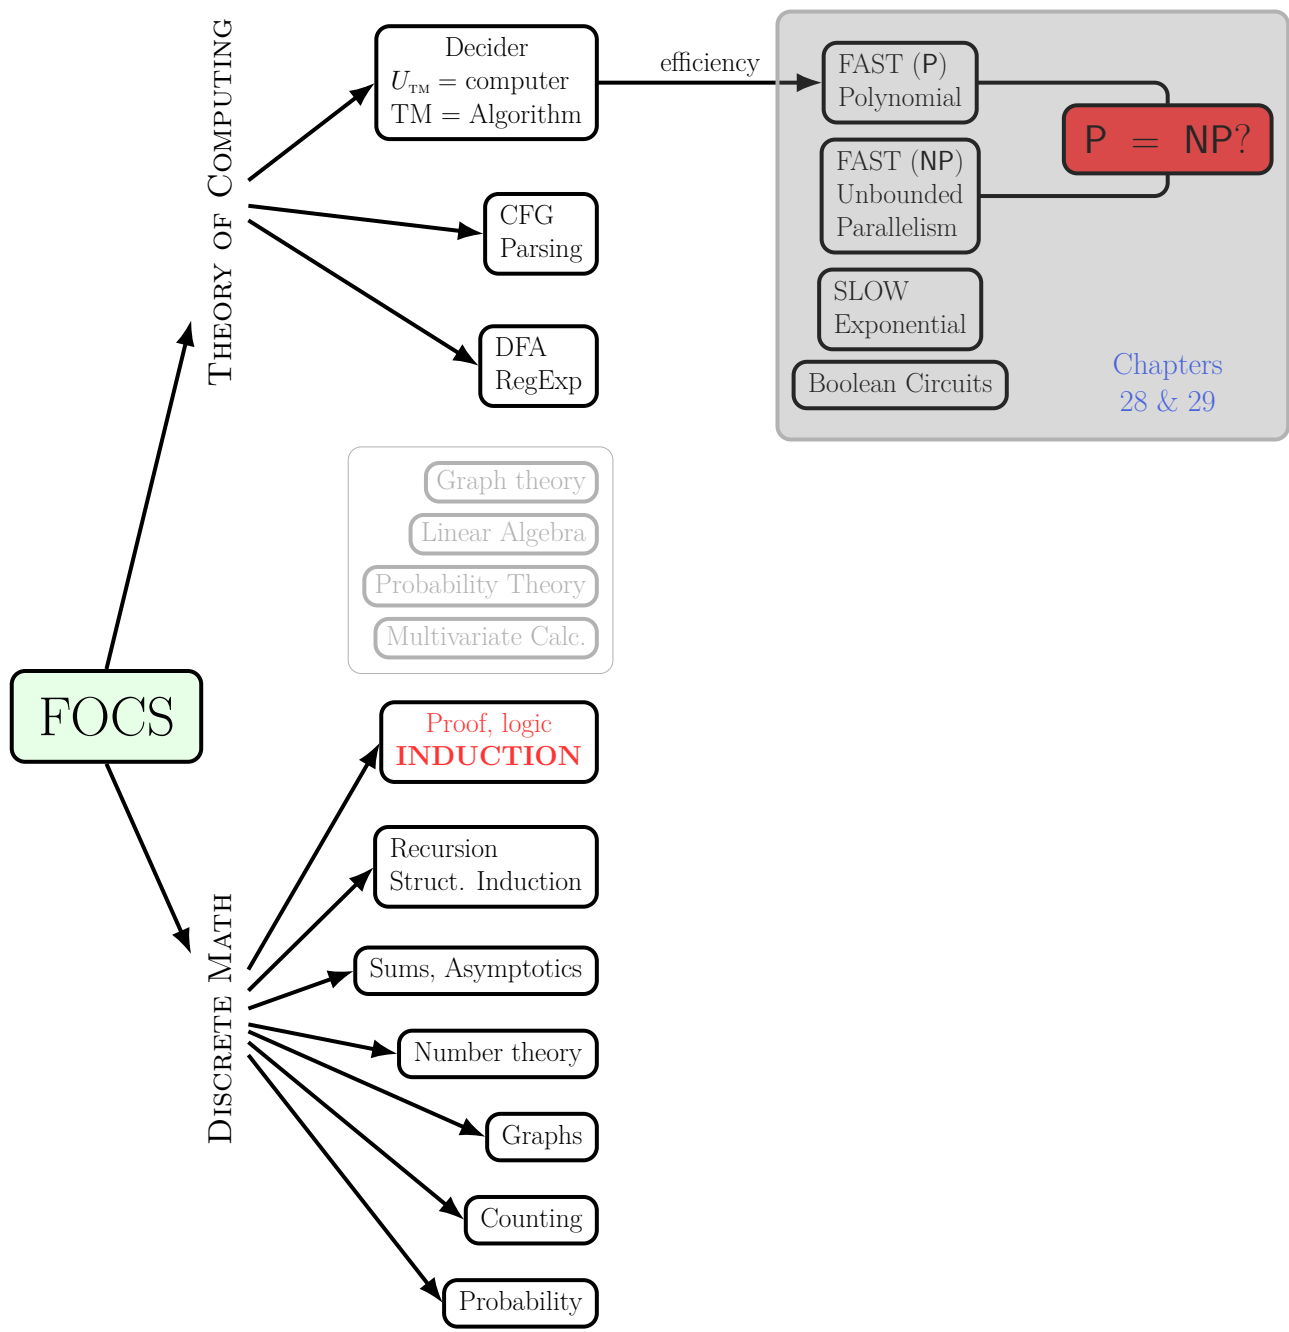 THEORY OF COMPUTING
Decider
U_TM = computer
TM = Algorithm
efficiency
FAST (P)
Polynomial
P = NP?
FAST (NP)
Unbounded
Parallelism
SLOW
Exponential
Boolean Circuits
Chapters
28 & 29
CFG
Parsing
DFA
RegExp
Graph theory
Linear Algebra
Probability Theory
Multivariate Calc.
FOCS
DISCRETE MATH
Proof, logic
INDUCTION
Recursion
Struct. Induction
Sums, Asymptotics
Number theory
Graphs
Counting
Probability